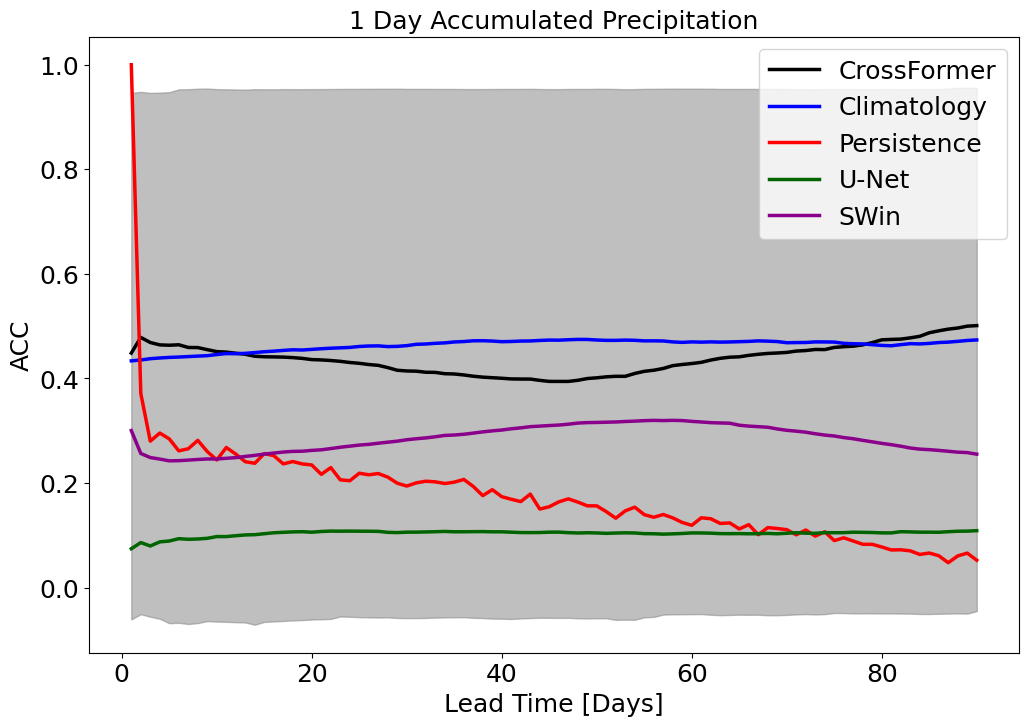 1 Day Accumulated Precipitation
ACC
1.0
0.8
0.6
0.4
0.2
0.0
CrossFormer
Climatology
Persistence
U-Net
SWin
0
20
40
60
80
Lead Time [Days]